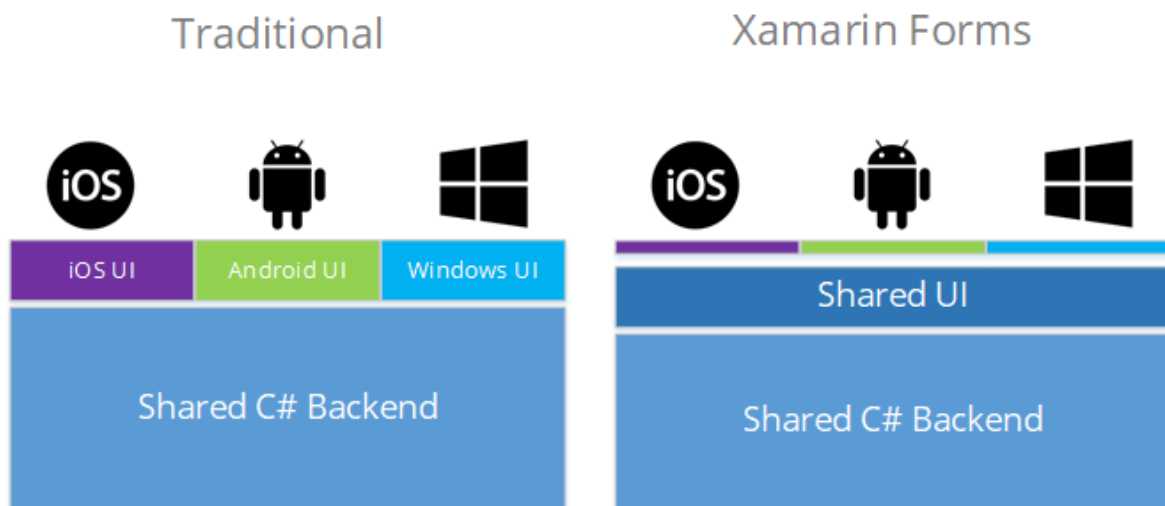 Traditional
Xamarin Forms
iOS
iOS
iOS UI
Android UI
Windows UI
Shared UI
Shared C# Backend
Shared C# Backend